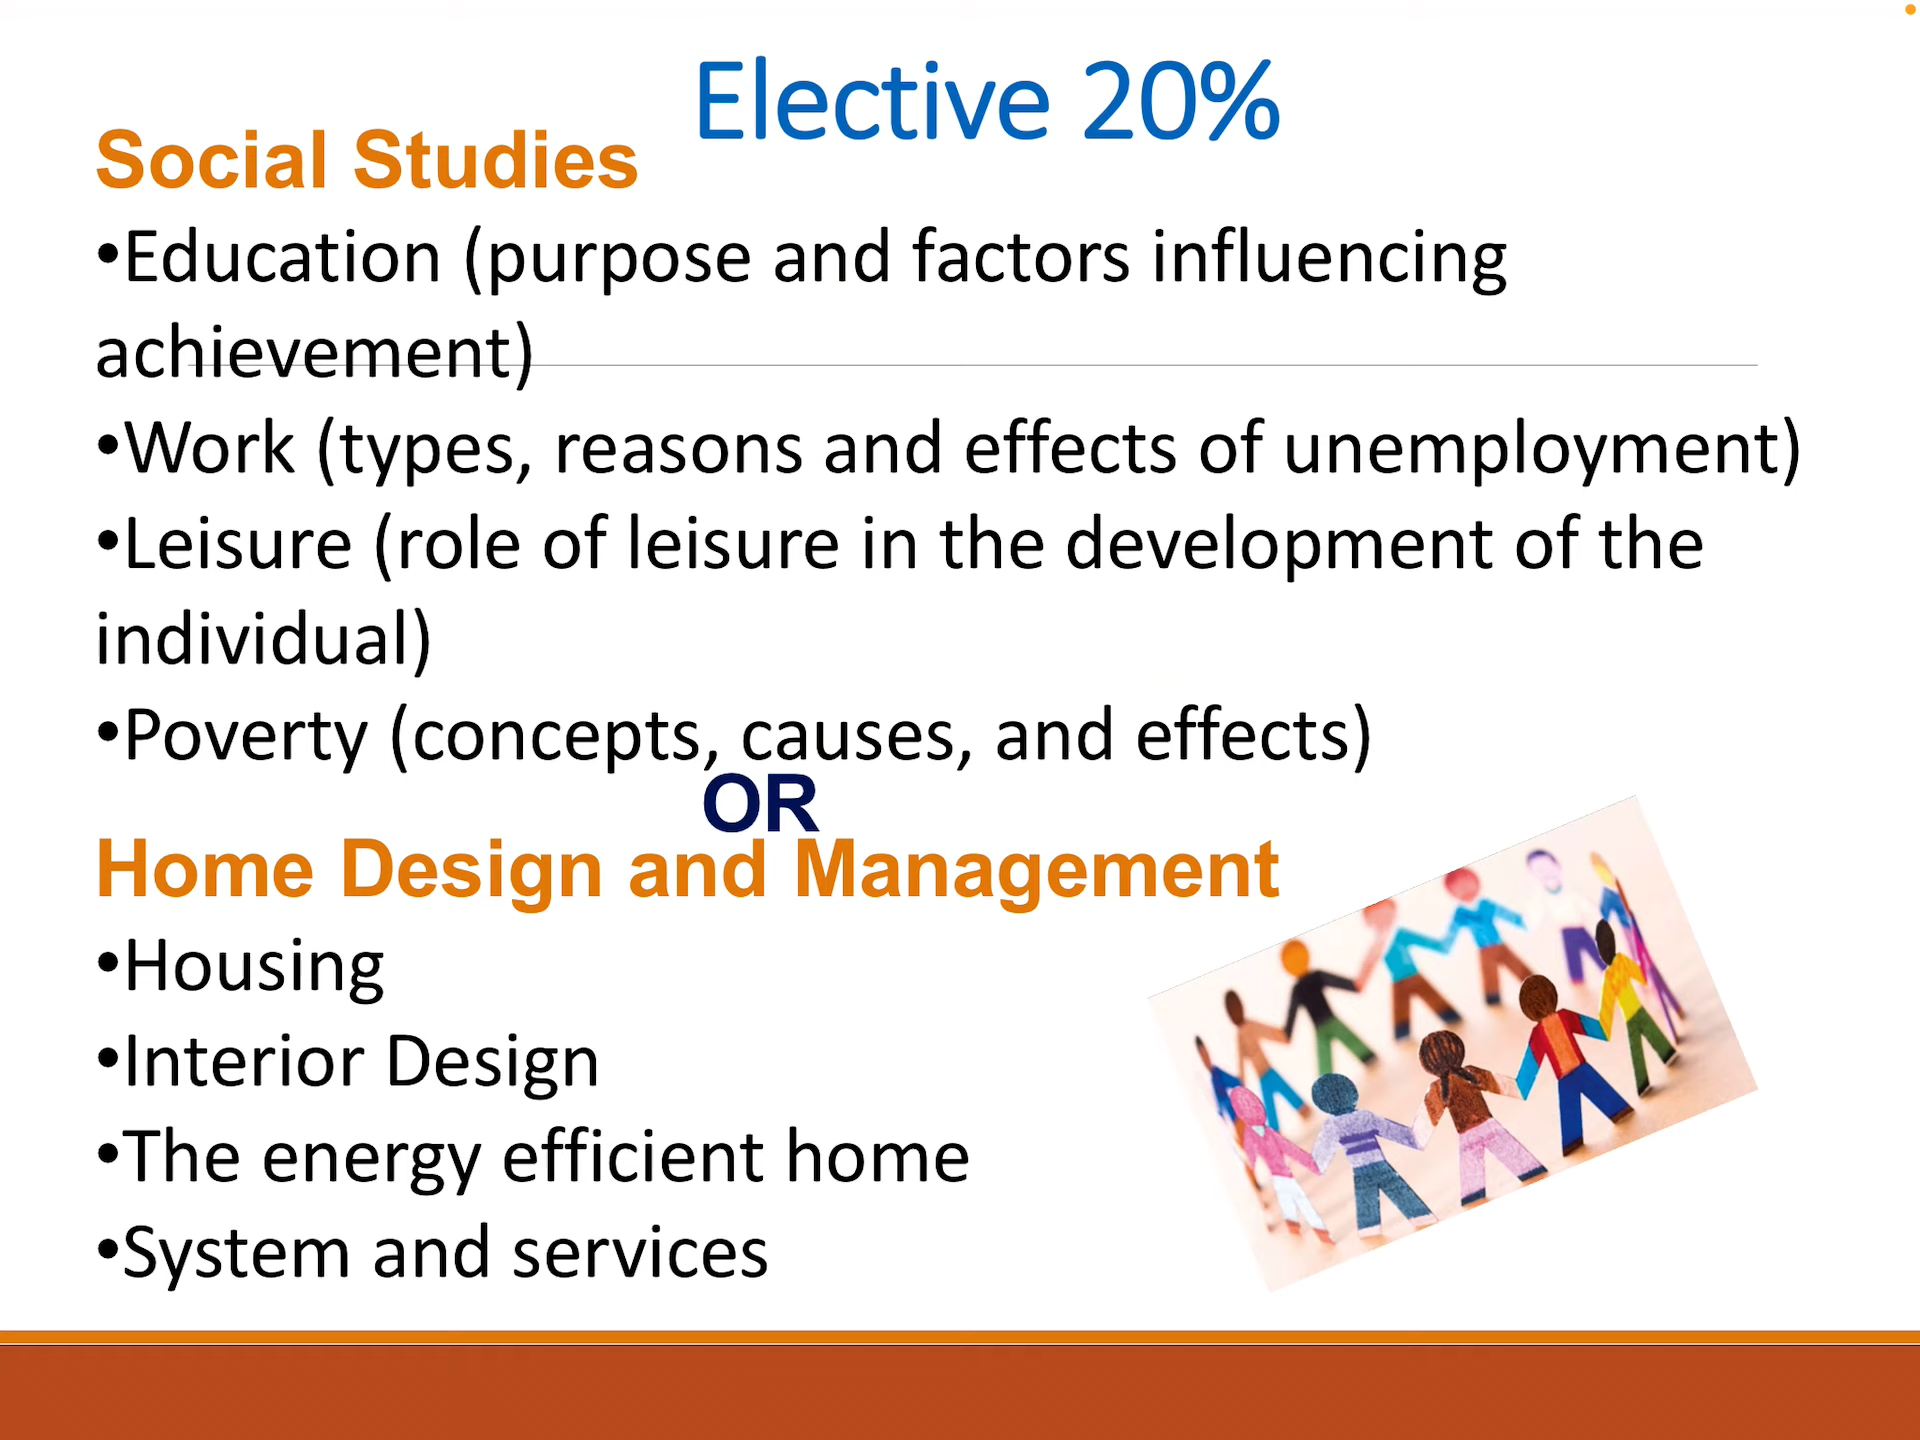 Elective 20%
Social Studies
•Education (purpose and factors influencing
achievement)
•Work (types, reasons and effects of unemployment)
•Leisure (role of leisure in the development of the
individual)
•Poverty (concepts, causes, and effects)
OR
Home Design and Management
•Housing
•Interior Design
•The energy efficient home
•System and services